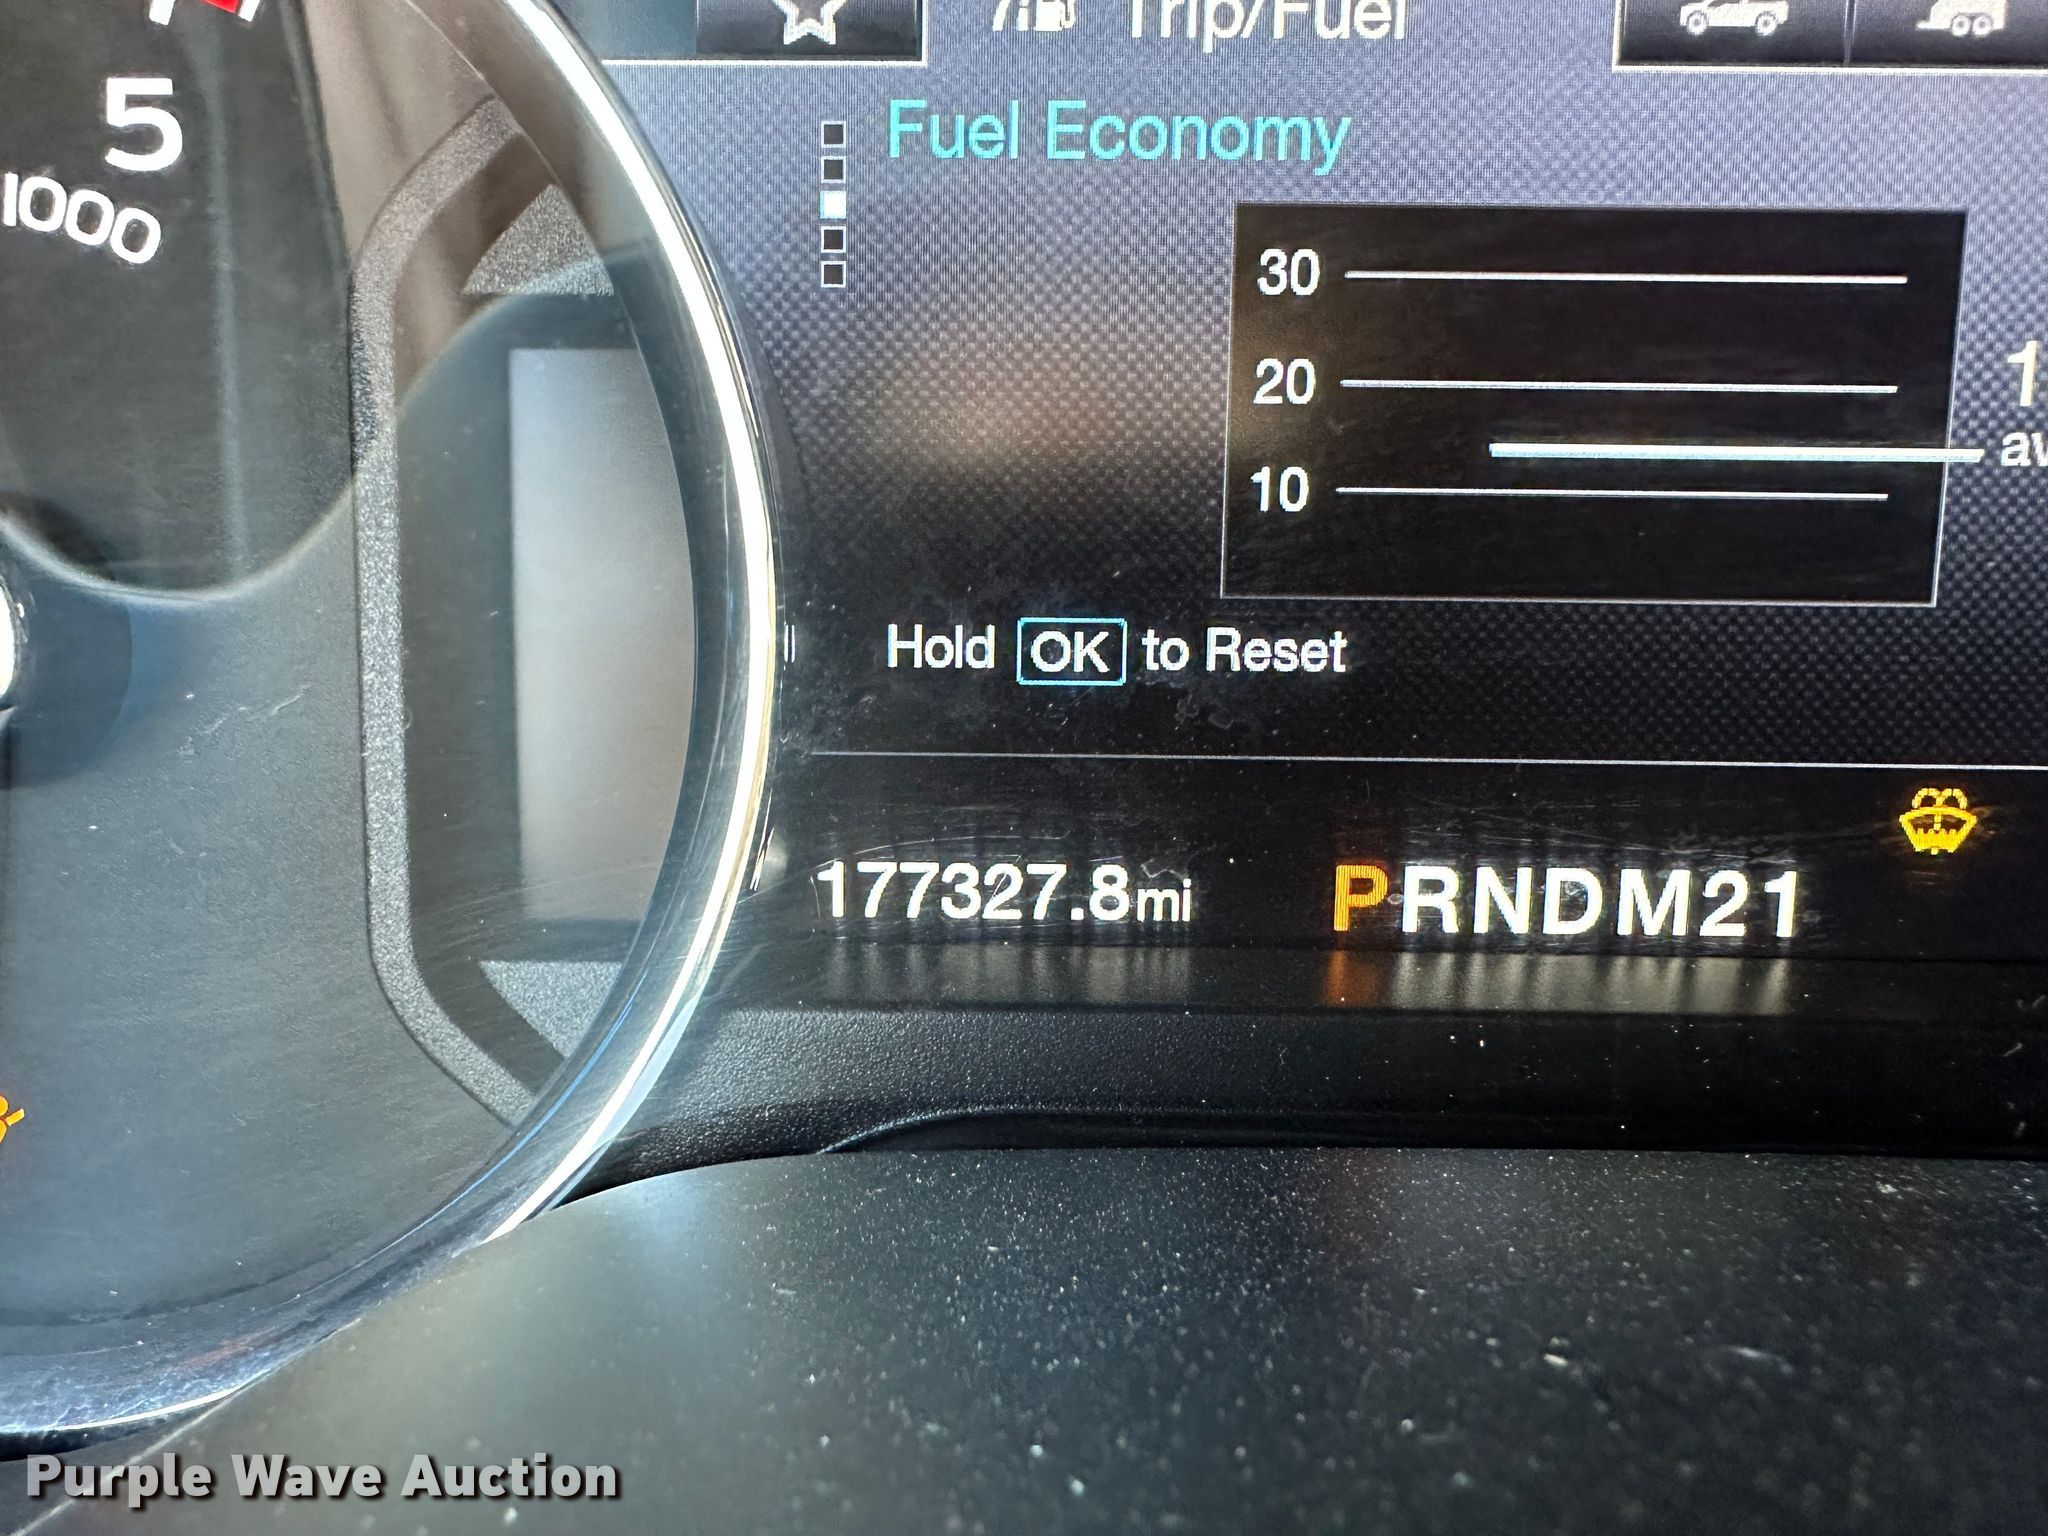 Trip/Fuel
5
1000
Fuel Economy
30
20
10
Hold OK to Reset
177327.8mi
PRNDM21
Purple Wave Auction